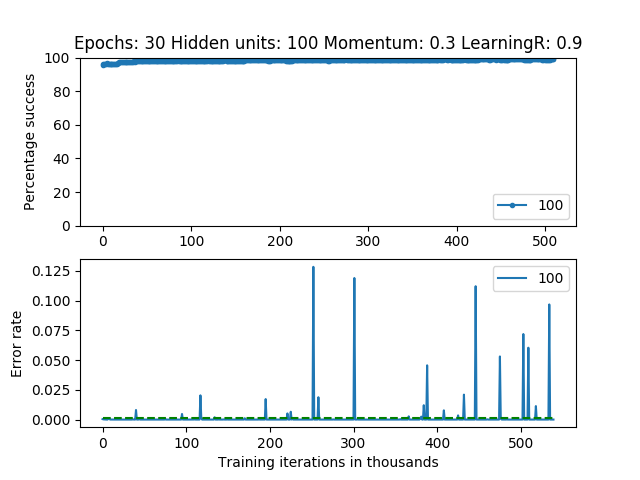 Epochs: 30 Hidden units: 100 Momentum: 0.3 LearningR: 0.9
100
80
60
40
20
0
Percentage success
100
0 100 200 300 400 500
0.125
0.100
0.075
0.050
0.025
0.000
Error rate
100
0 100 200 300 400 500
Training iterations in thousands